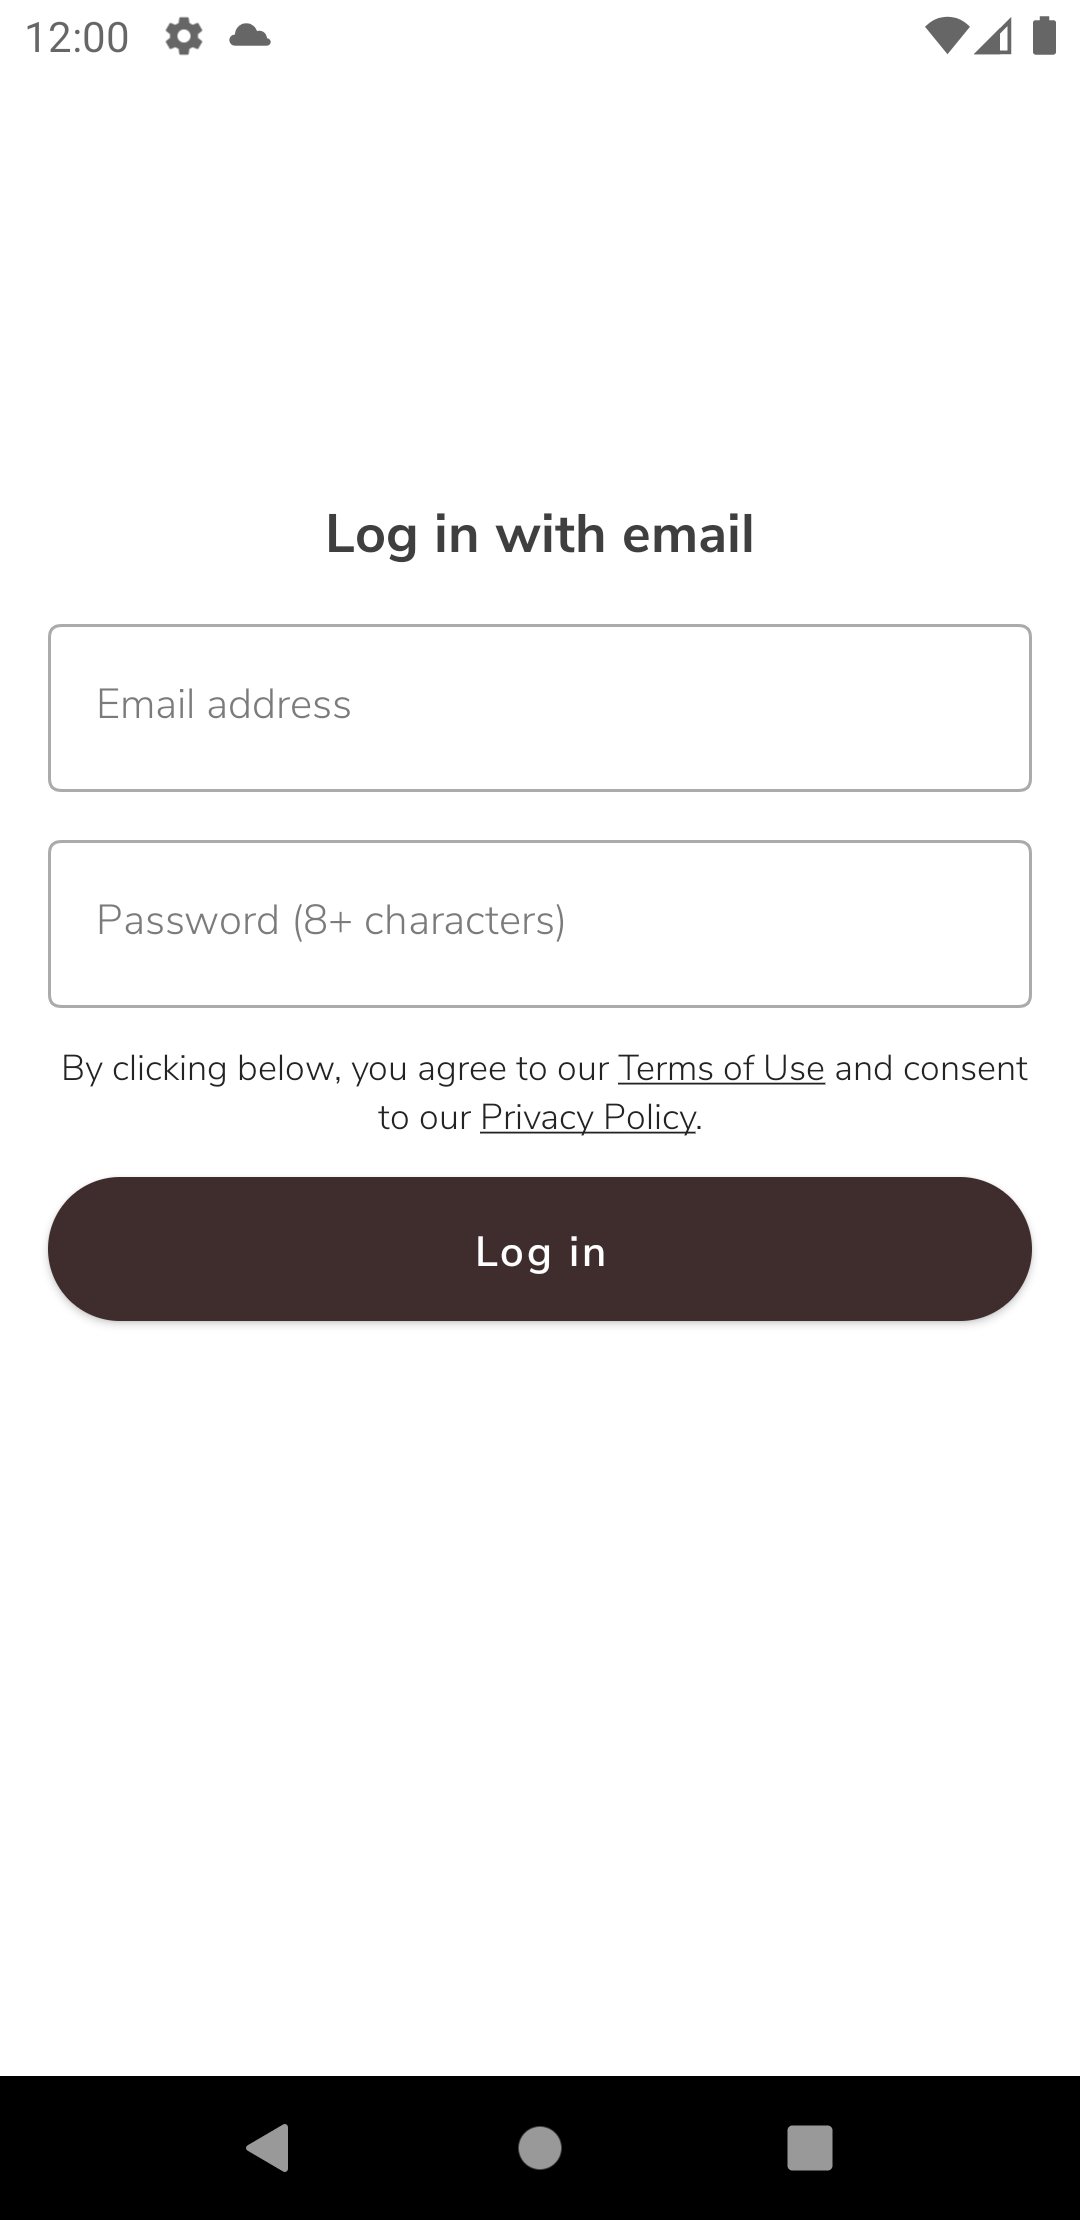 12:00
Log in with email
Email address
Password (8+ characters)
By clicking below, you agree to our Terms of Use and consent
to our Privacy Policy.
Log in